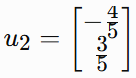 u₂ = [ -4/5
3/5 ]